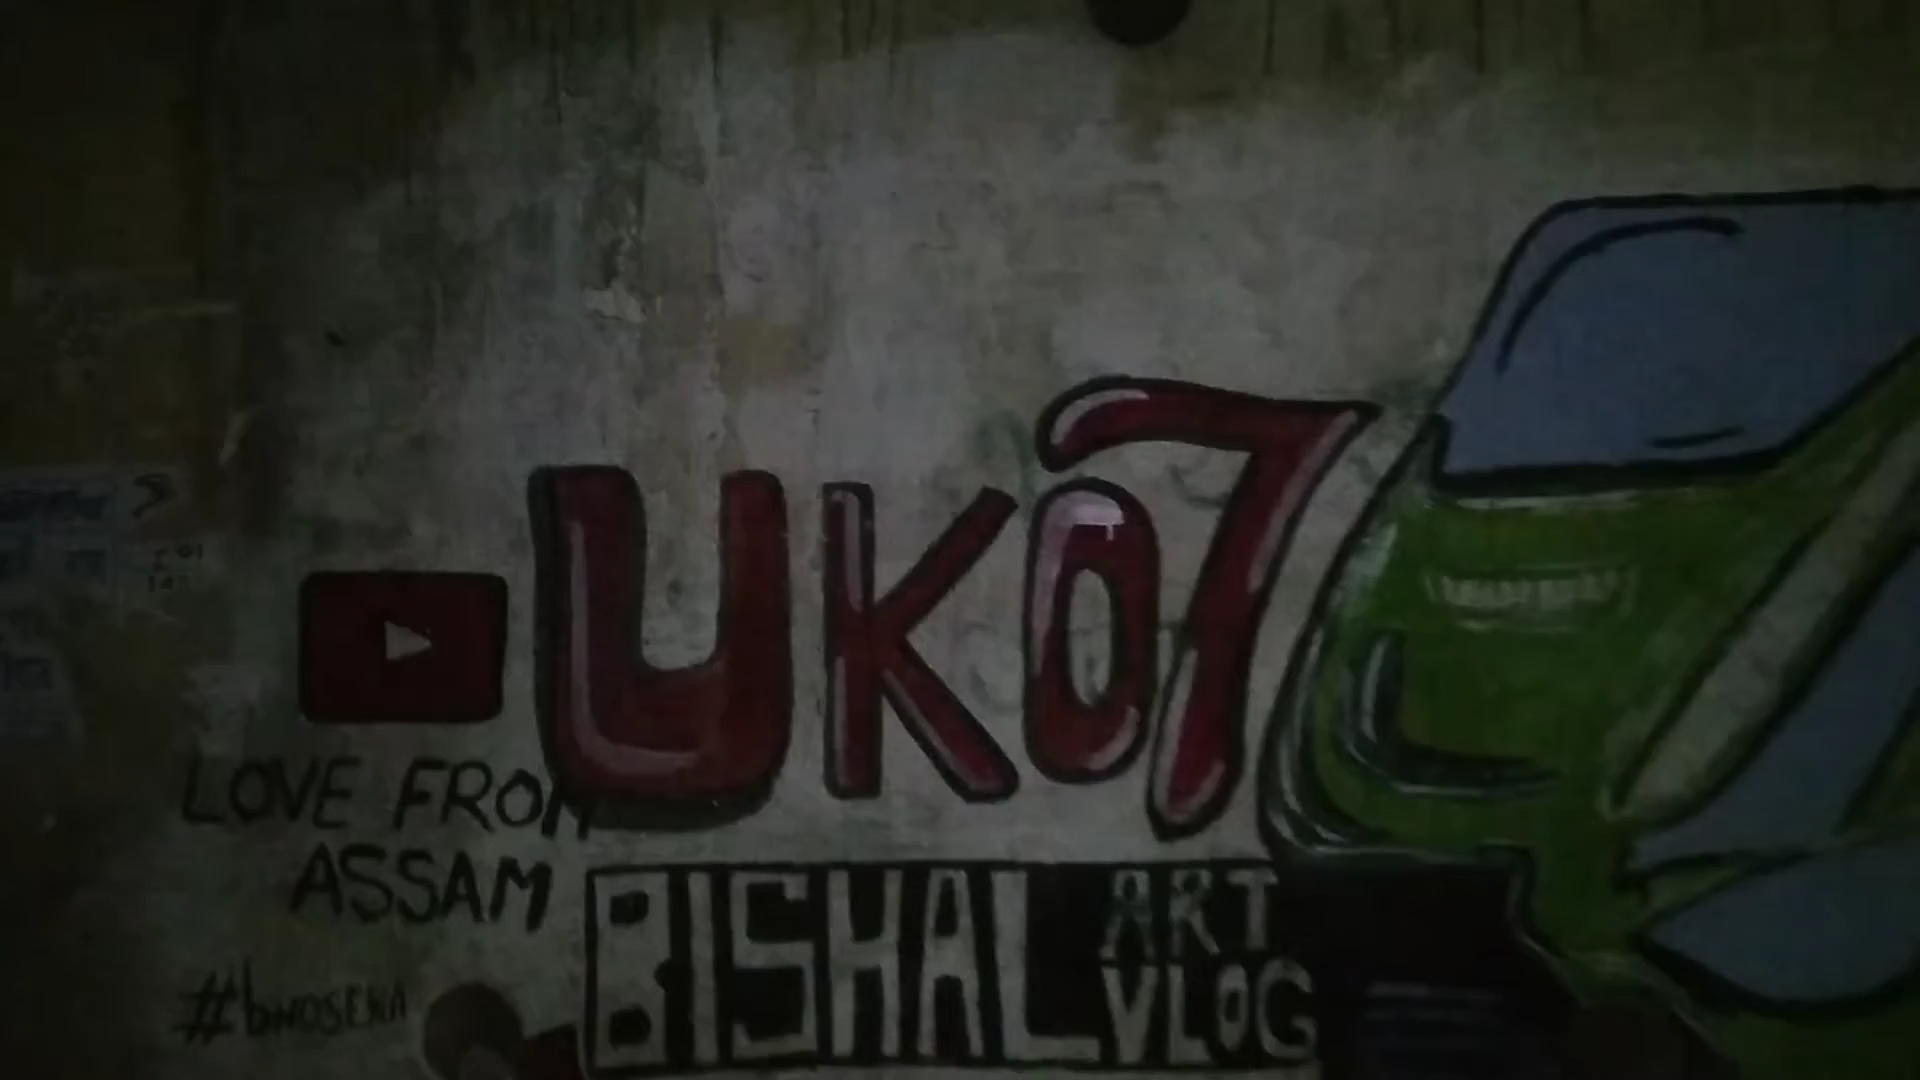 UK07
LOVE FROM
ASSAM
BISHAL ART
VLOG